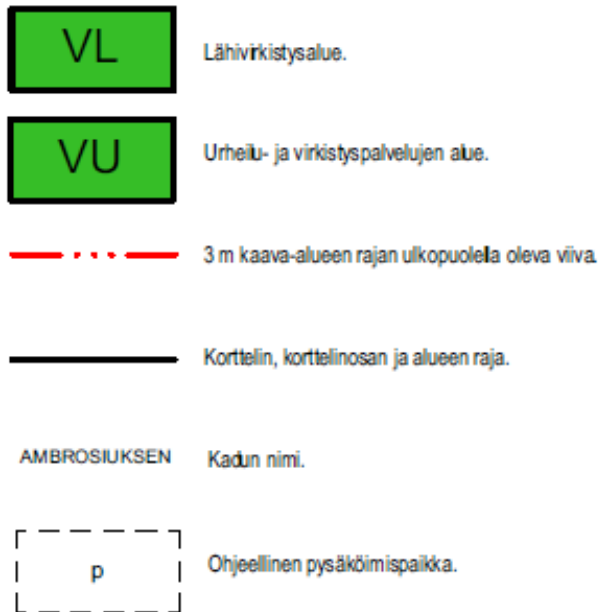 VL Lähivirkistysalue.
VU Urheilu- ja virkistyspalvelujen alue.
3 m kaava-alueen rajan ulkopuolella oleva viiva.
Korttelin, korttelinosan ja alueen raja.
AMBROSIUKSEN Kadun nimi.
p Ohjeellinen pysäköimispaikka.